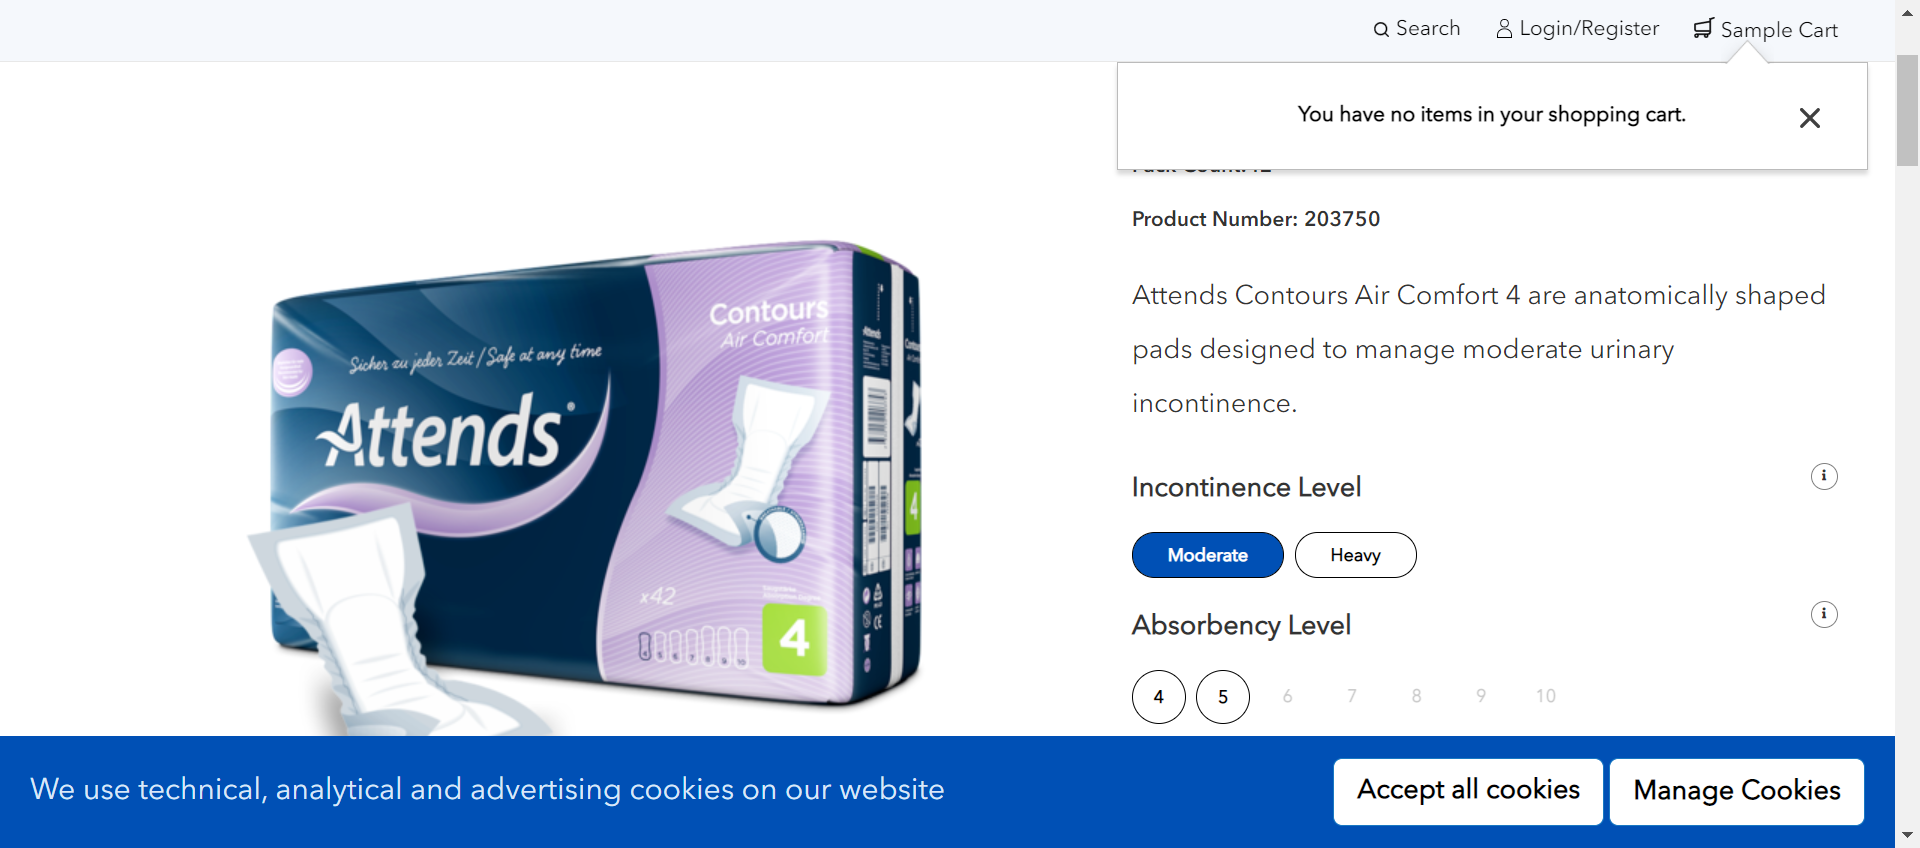 Search
Login/Register
Sample Cart
You have no items in your shopping cart.
Product Number: 203750
Attends Contours Air Comfort 4 are anatomically shaped
pads designed to manage moderate urinary
incontinence.
Incontinence Level
i
Moderate
Heavy
Absorbency Level
i
4
5
6
7
8
9
10
Contours
Air Comfort
Sicher zu jeder Zeit / Safe at any time
Attends®
x42
4
We use technical, analytical and advertising cookies on our website
Accept all cookies
Manage Cookies